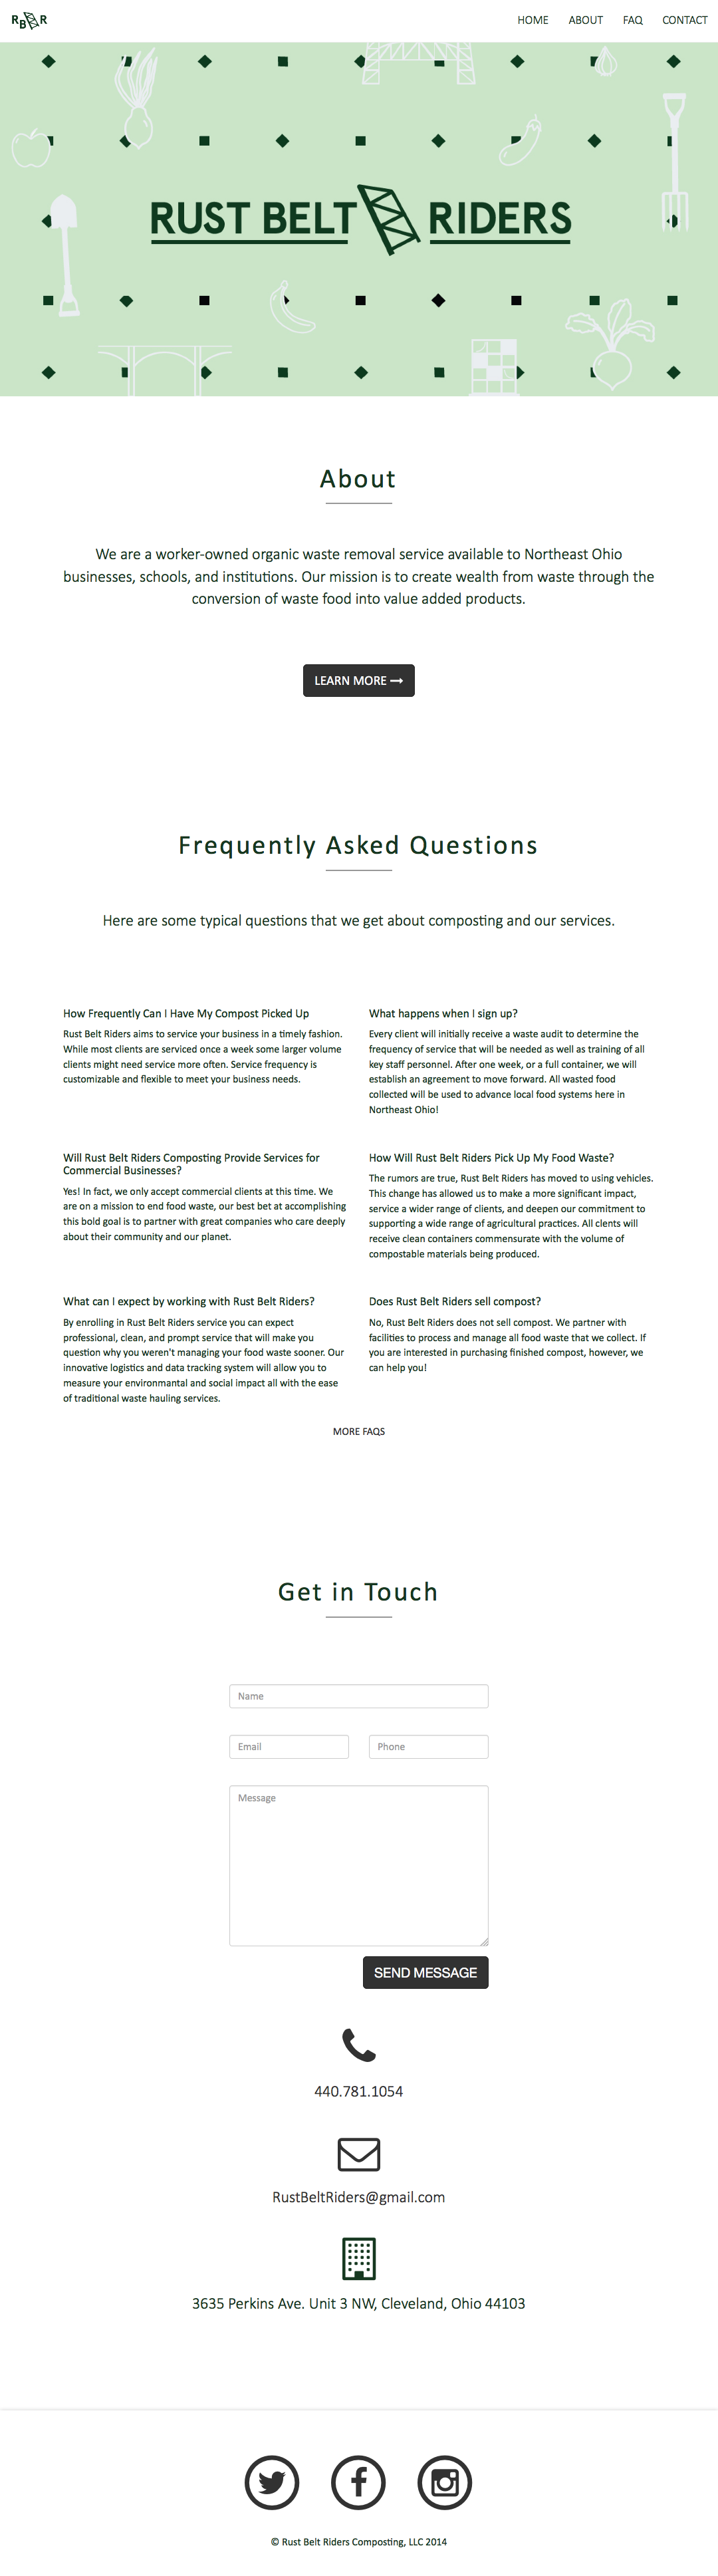 RBR
HOME ABOUT FAQ CONTACT
RUST BELT RIDERS
About
We are a worker-owned organic waste removal service available to Northeast Ohio
businesses, schools, and institutions. Our mission is to create wealth from waste through the
conversion of waste food into value added products.
LEARN MORE
Frequently Asked Questions
Here are some typical questions that we get about composting and our services.
How Frequently Can I Have My Compost Picked Up
Rust Belt Riders aims to service your business in a timely fashion.
While most clients are serviced once a week some larger volume
clients might need service more often. Service frequency is
customizable and flexible to meet your business needs.
What happens when I sign up?
Every client will initially receive a waste audit to determine the
frequency of service that will be needed as well as training of all
key staff personnel. After one week, or a full container, we will
establish an agreement to move forward. All wasted food
collected will be used to advance local food systems here in
Northeast Ohio!
Will Rust Belt Riders Composting Provide Services for
Commercial Businesses?
Yes! In fact, we only accept commercial clients at this time. We
are on a mission to end food waste, our best bet at accomplishing
this bold goal is to partner with great companies who care deeply
about their community and our planet.
How Will Rust Belt Riders Pick Up My Food Waste?
The rumors are true, Rust Belt Riders has moved to using vehicles.
This change has allowed us to make a more significant impact,
service a wider range of clients, and deepen our commitment to
supporting a wide range of agricultural practices. All clents will
receive clean containers commensurate with the volume of
compostable materials being produced.
What can I expect by working with Rust Belt Riders?
By enrolling in Rust Belt Riders service you can expect
professional, clean, and prompt service that will make you
question why you weren't managing your food waste sooner. Our
innovative logistics and data tracking system will allow you to
measure your environmantal and social impact all with the ease
of traditional waste hauling services.
Does Rust Belt Riders sell compost?
No, Rust Belt Riders does not sell compost. We partner with
facilities to process and manage all food waste that we collect. If
you are interested in purchasing finished compost, however, we
can help you!
MORE FAQS
Get in Touch
Name
Email Phone
Message
SEND MESSAGE
440.781.1054
RustBeltRiders@gmail.com
3635 Perkins Ave. Unit 3 NW, Cleveland, Ohio 44103
© Rust Belt Riders Composting, LLC 2014